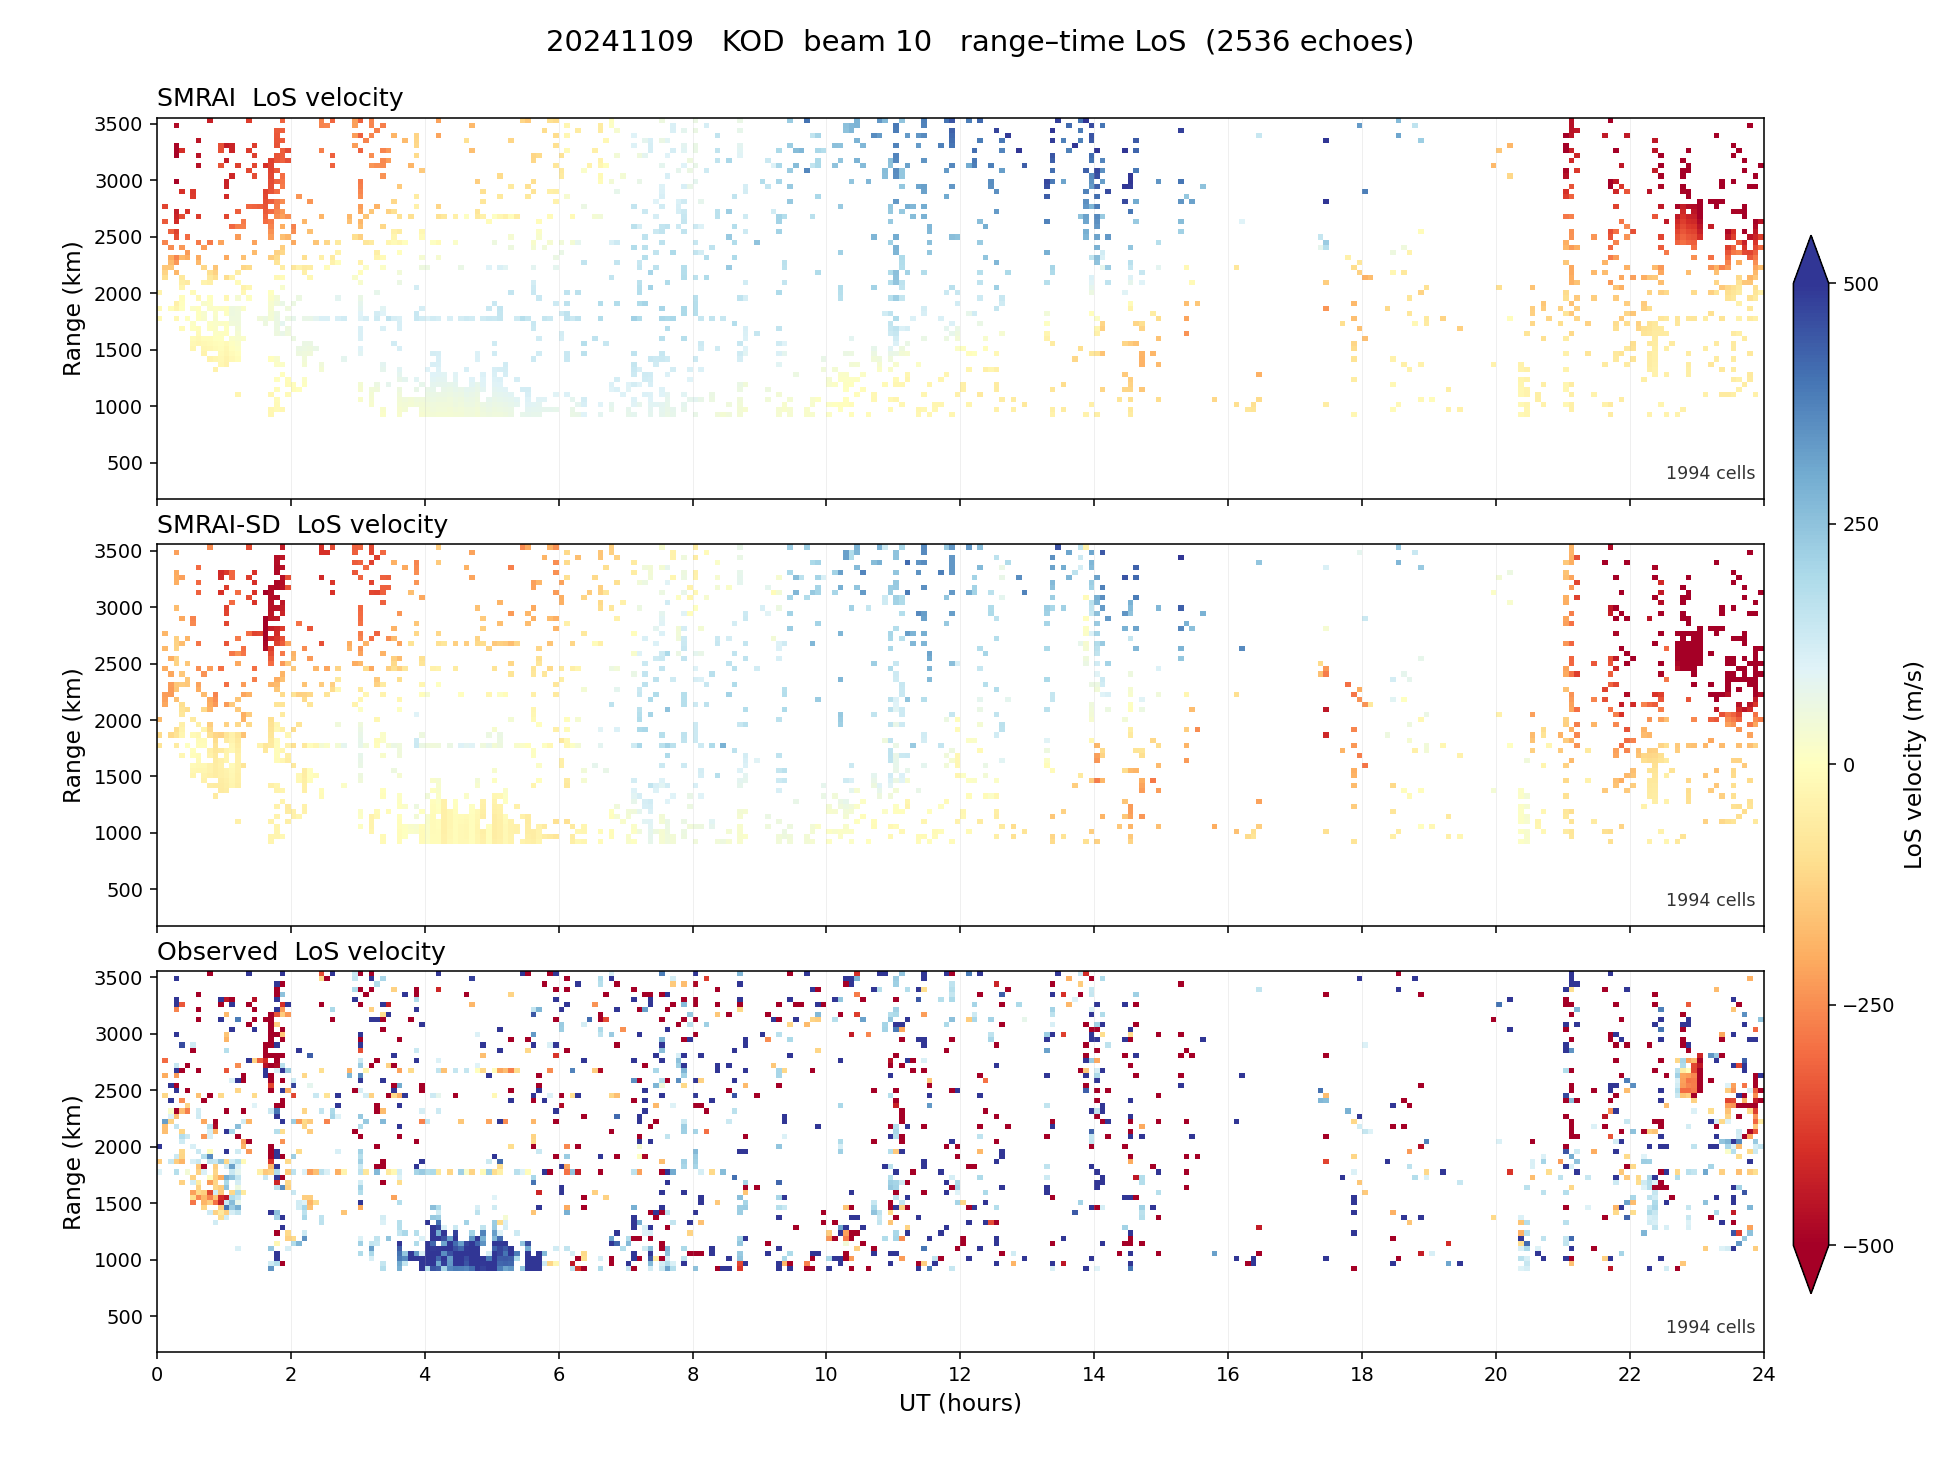 20241109   KOD  beam 10   range–time LoS  (2536 echoes)
SMRAI  LoS velocity
3500
3000
2500
2000
1500
1000
500
Range (km)
1994 cells
SMRAI-SD  LoS velocity
3500
3000
2500
2000
1500
1000
500
Range (km)
1994 cells
Observed  LoS velocity
3500
3000
2500
2000
1500
1000
500
Range (km)
1994 cells
0 2 4 6 8 10 12 14 16 18 20 22 24
UT (hours)
500
250
0
−250
−500
LoS velocity (m/s)